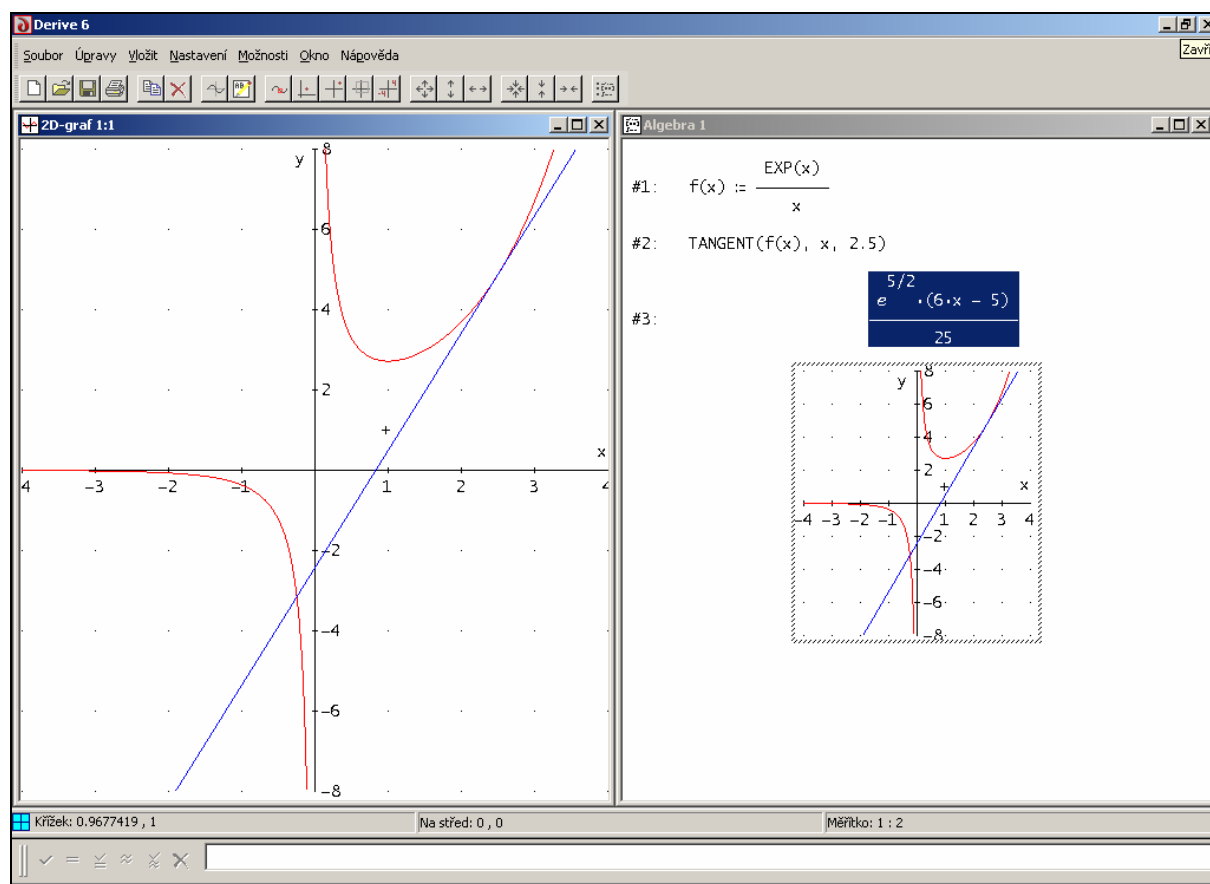 Derive 6
Soubor Úpravy Vložit Nastavení Možnosti Okno Nápověda
Zavří
2D-graf 1:1
y
8
6
4
2
x
4 -3 -2 -1 1 2 3 4
-2
-4
-6
-8
Algebra 1
#1: f(x) := EXP(x)
x
#2: TANGENT(f(x), x, 2.5)
5/2
#3: e ·(6·x - 5)
25
y
8
6
4
2
x
-4 -3 -2 -1 1 2 3 4
-2
-4
-6
-8
Křížek: 0.9677419 , 1
Na střed: 0 , 0
Měřítko: 1 : 2